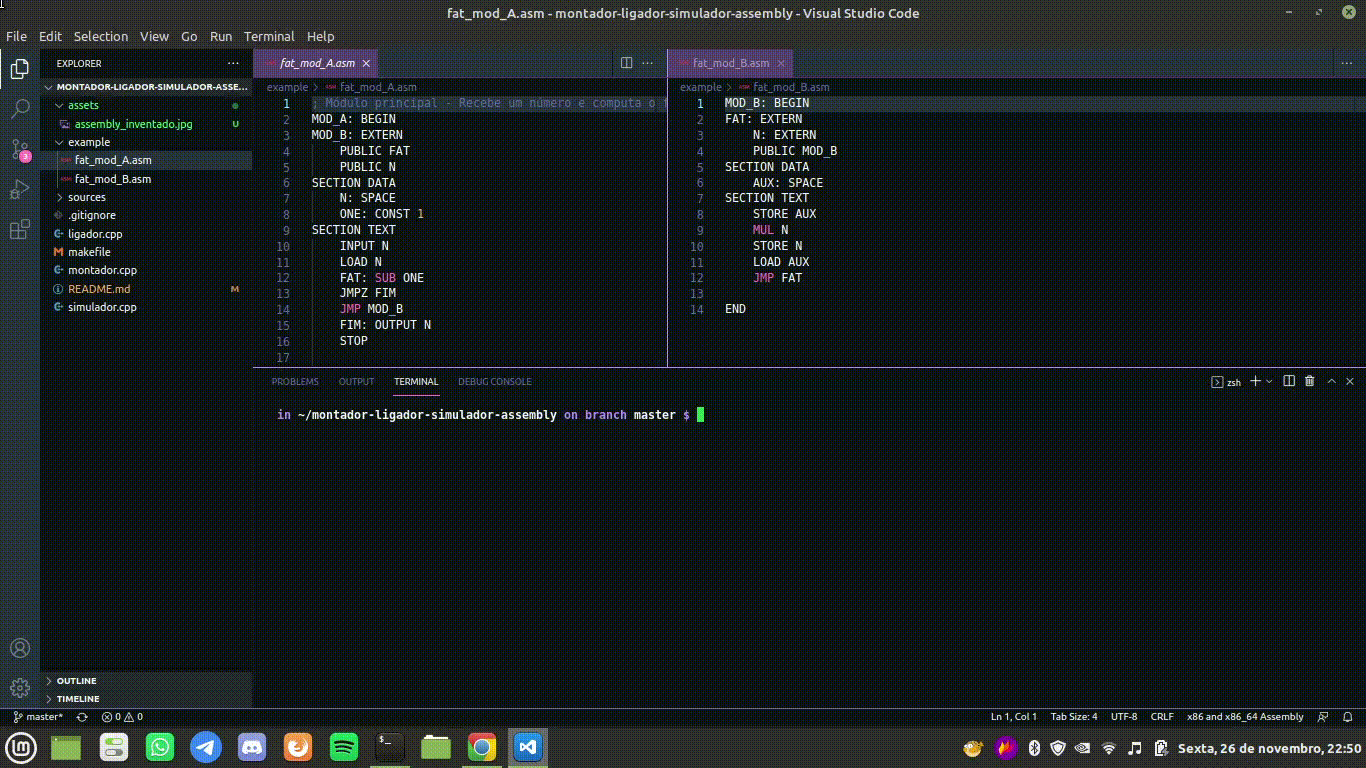 fat_mod_A.asm - montador-ligador-simulador-assembly - Visual Studio Code
File Edit Selection View Go Run Terminal Help
EXPLORER
MONTADOR-LIGADOR-SIMULADOR-ASSE...
assets
assembly_inventado.jpg U
example
fat_mod_A.asm
fat_mod_B.asm
sources
.gitignore
ligador.cpp
makefile
montador.cpp
README.md M
simulador.cpp
OUTLINE
TIMELINE
3
fat_mod_A.asm
example > fat_mod_A.asm
1 ; Módulo principal - Recebe um número e computa o f
2 MOD_A: BEGIN
3 MOD_B: EXTERN
4 PUBLIC FAT
5 PUBLIC N
6 SECTION DATA
7 N: SPACE
8 ONE: CONST 1
9 SECTION TEXT
10 INPUT N
11 LOAD N
12 FAT: SUB ONE
13 JMPZ FIM
14 JMP MOD_B
15 FIM: OUTPUT N
16 STOP
17
fat_mod_B.asm
example > fat_mod_B.asm
1 MOD_B: BEGIN
2 FAT: EXTERN
3 N: EXTERN
4 PUBLIC MOD_B
5 SECTION DATA
6 AUX: SPACE
7 SECTION TEXT
8 STORE AUX
9 MUL N
10 STORE N
11 LOAD AUX
12 JMP FAT
13
14 END
PROBLEMS OUTPUT TERMINAL DEBUG CONSOLE
zsh
in ~/montador-ligador-simulador-assembly on branch master $
master* 0 0 Ln 1, Col 1 Tab Size: 4 UTF-8 CRLF x86 and x86_64 Assembly
Sexta, 26 de novembro, 22:50